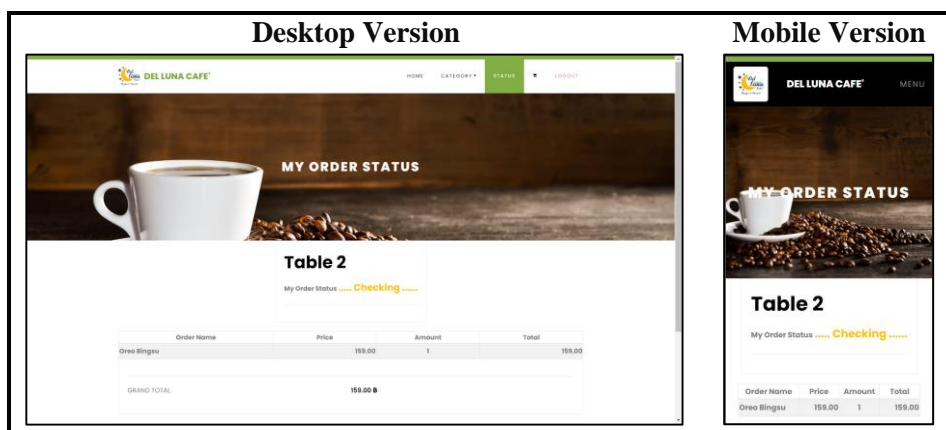 Desktop Version
DEL LUNA CAFE'
HOME CATEGORY STATUS LOGOUT
MY ORDER STATUS
Table 2
My Order Status ..... Checking ......
Order Name Price Amount Total
Oreo Bingsu 159.00 1 159.00
GRAND TOTAL 159.00 ฿
Mobile Version
DEL LUNA CAFE' MENU
MY ORDER STATUS
Table 2
My Order Status ..... Checking ......
Order Name Price Amount Total
Oreo Bingsu 159.00 1 159.00